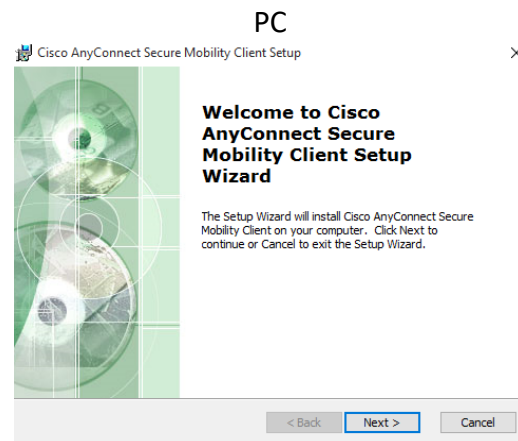 PC
Cisco AnyConnect Secure Mobility Client Setup
Welcome to Cisco
AnyConnect Secure
Mobility Client Setup
Wizard
The Setup Wizard will install Cisco AnyConnect Secure
Mobility Client on your computer. Click Next to
continue or Cancel to exit the Setup Wizard.
< Back Next > Cancel